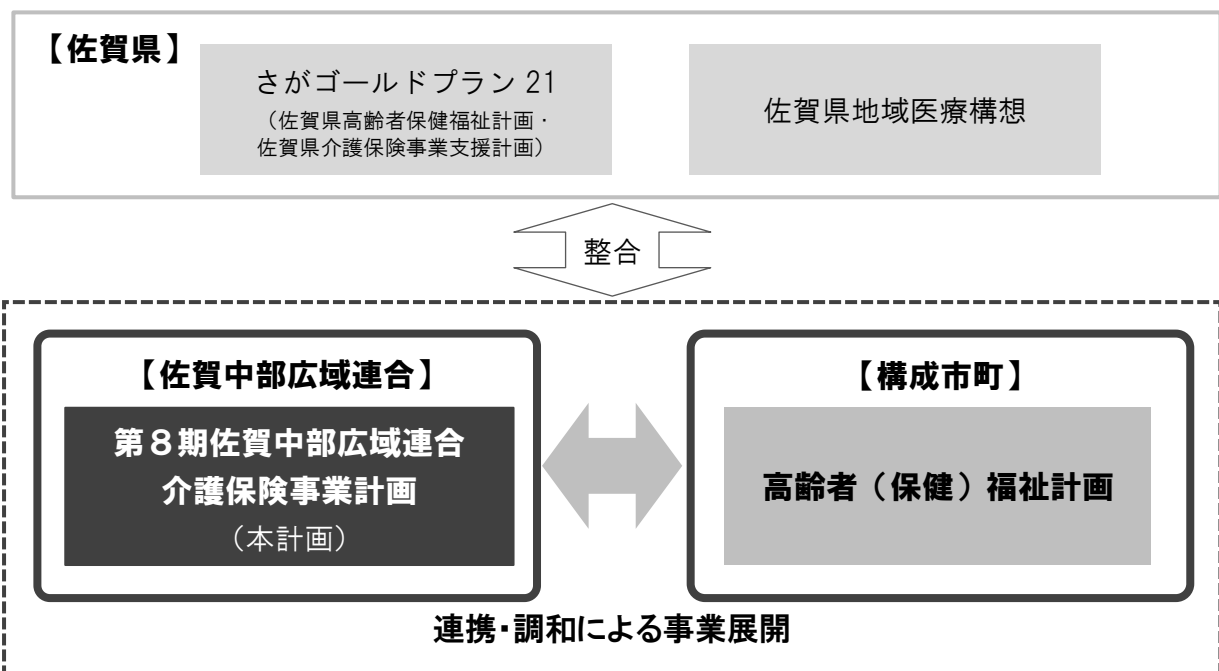 【佐賀県】
さがゴールドプラン 21
（佐賀県高齢者保健福祉計画・
佐賀県介護保険事業支援計画）
佐賀県地域医療構想
整合
【佐賀中部広域連合】
第８期佐賀中部広域連合
介護保険事業計画
（本計画）
【構成市町】
高齢者（保健）福祉計画
連携・調和による事業展開